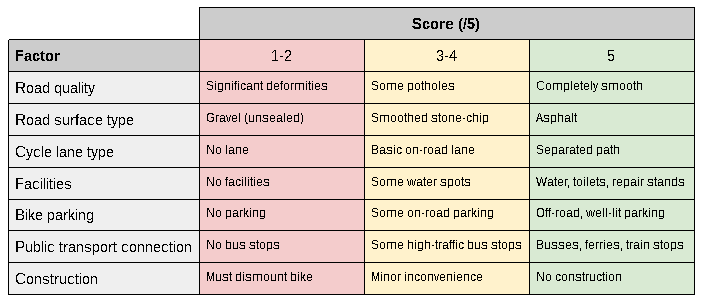 Score (/5)
Factor 1-2 3-4 5
Road quality Significant deformities Some potholes Completely smooth
Road surface type Gravel (unsealed) Smoothed stone-chip Asphalt
Cycle lane type No lane Basic on-road lane Separated path
Facilities No facilities Some water spots Water, toilets, repair stands
Bike parking No parking Some on-road parking Off-road, well-lit parking
Public transport connection No bus stops Some high-traffic bus stops Busses, ferries, train stops
Construction Must dismount bike Minor inconvenience No construction